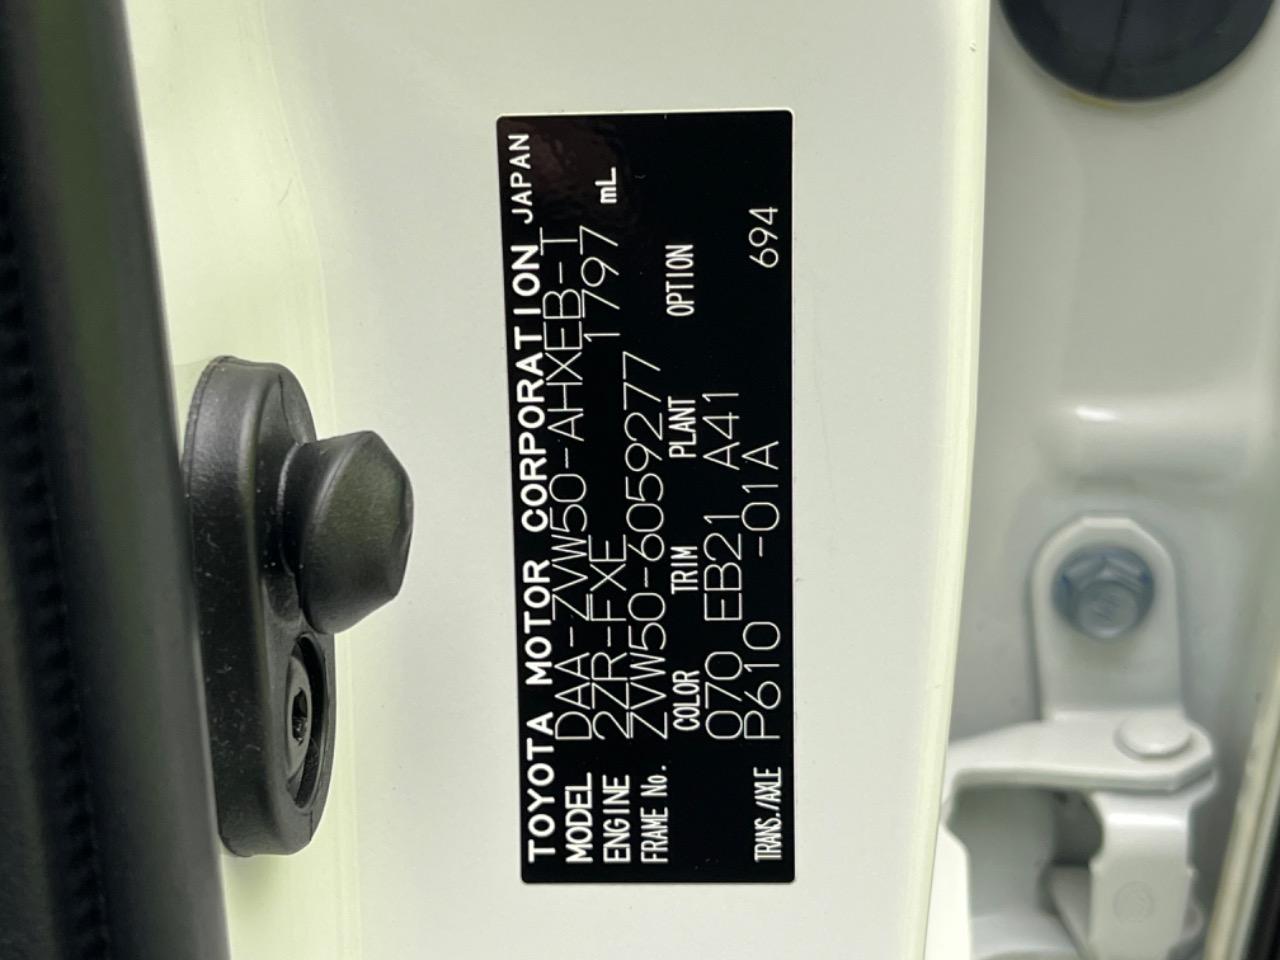 TOYOTA MOTOR CORPORATION JAPAN
MODEL DAA-ZVW50-AHXEB-T
ENGINE 2ZR-FXE 1797 mL
FRAME No. ZVW50-6059277
COLOR TRIM PLANT OPTION
070 EB21 A41
TRANS./AXLE P610 -01A 694